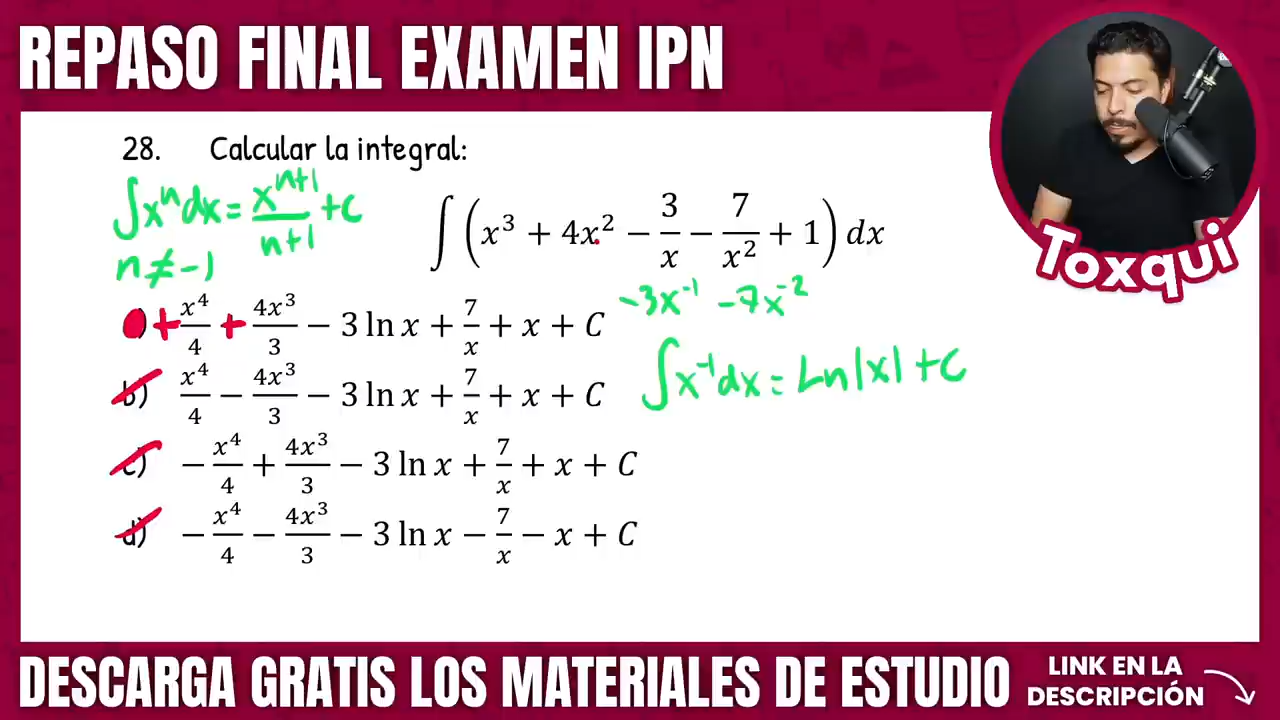 REPASO FINAL EXAMEN IPN
28. Calcular la integral:
∫xⁿdx = xⁿ⁺¹/n+1 + C
n ≠ -1
∫ (x³ + 4x² − 3/x − 7/x² + 1) dx
-3x⁻¹ -7x⁻²
∫x⁻¹dx = Ln|x| + C
) + x⁴/4 + 4x³/3 − 3 ln x + 7/x + x + C
b) x⁴/4 − 4x³/3 − 3 ln x + 7/x + x + C
c) − x⁴/4 + 4x³/3 − 3 ln x + 7/x + x + C
d) − x⁴/4 − 4x³/3 − 3 ln x − 7/x − x + C
Toxqui
DESCARGA GRATIS LOS MATERIALES DE ESTUDIO
LINK EN LA
DESCRIPCIÓN